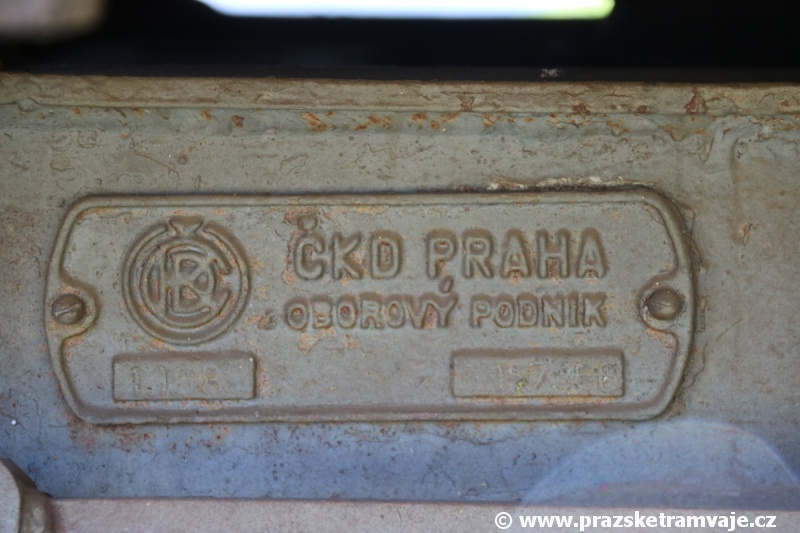 ČKD PRAHA
OBOROVÝ PODNIK
© www.prazsketramvaje.cz